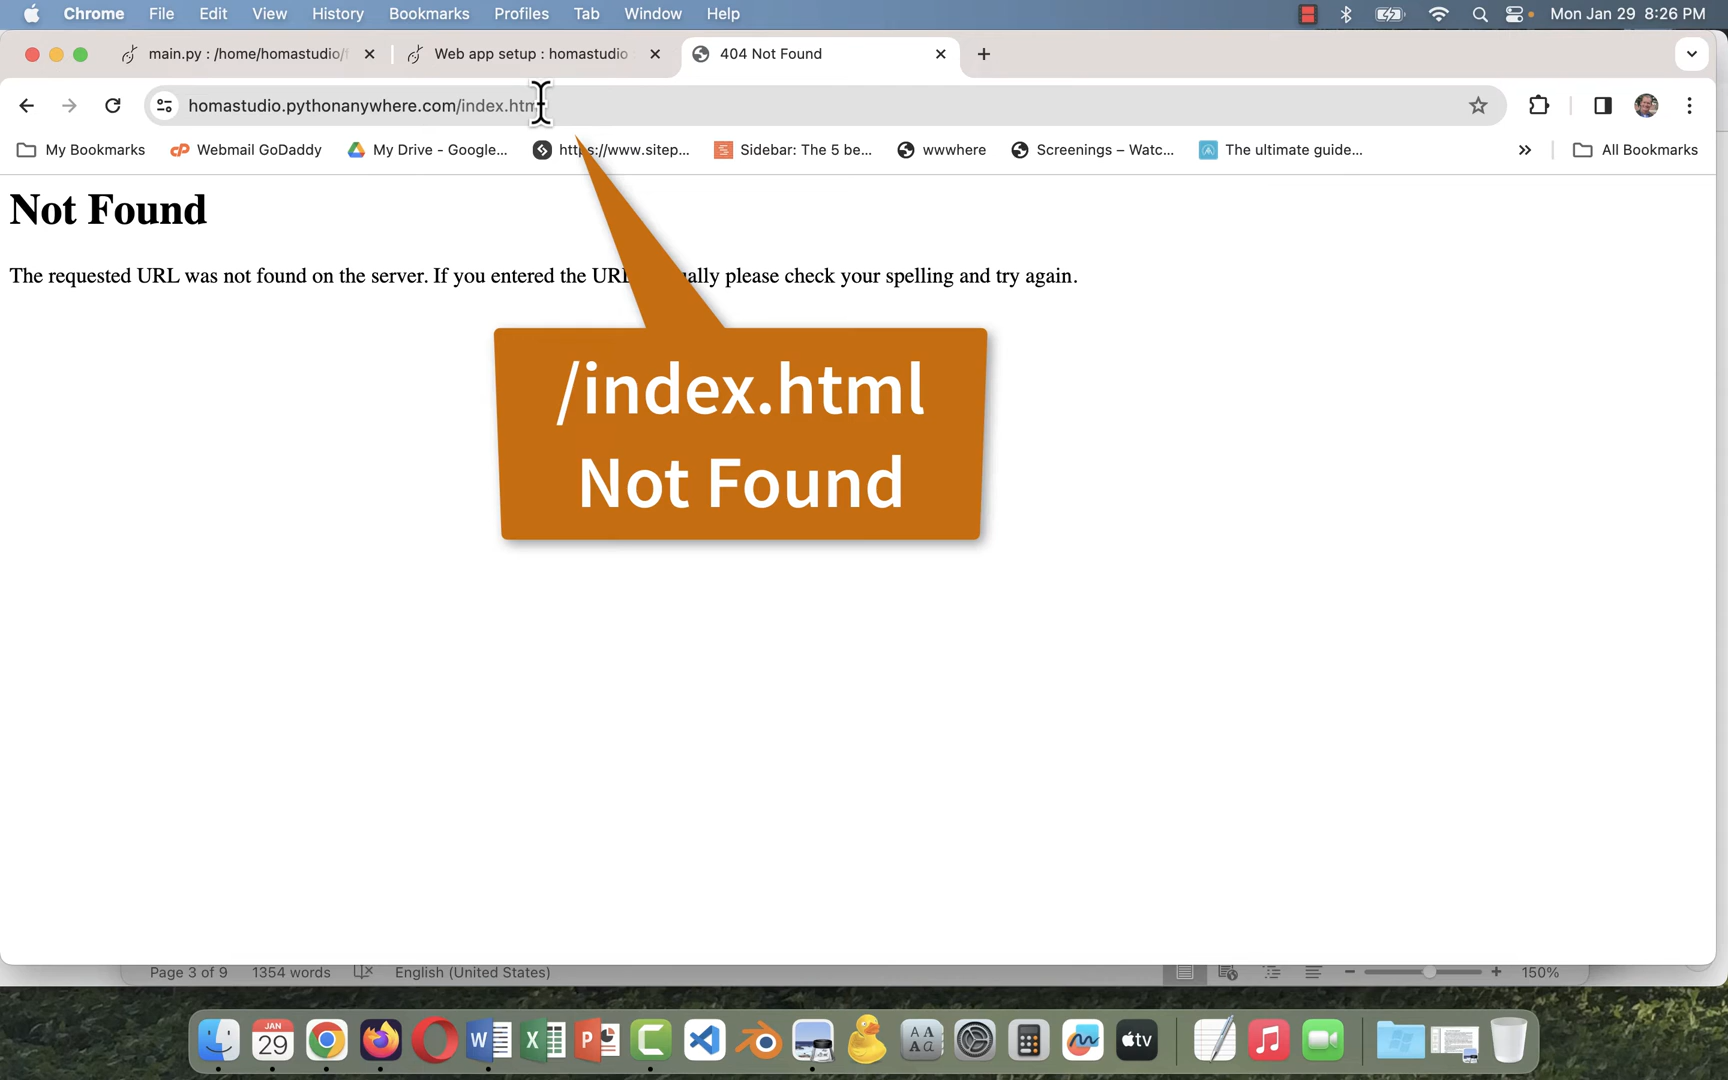 Chrome File Edit View History Bookmarks Profiles Tab Window Help Mon Jan 29 8:26 PM
main.py : /home/homastudio/ Web app setup : homastudio 404 Not Found
homastudio.pythonanywhere.com/index.htm
My Bookmarks Webmail GoDaddy My Drive - Google... https://www.sitep... Sidebar: The 5 be... wwwhere Screenings – Watc... The ultimate guide... » All Bookmarks
Not Found
The requested URL was not found on the server. If you entered the URL ually please check your spelling and try again.
/index.html
Not Found
Page 3 of 9 1354 words English (United States) 150%
JAN
29
tv